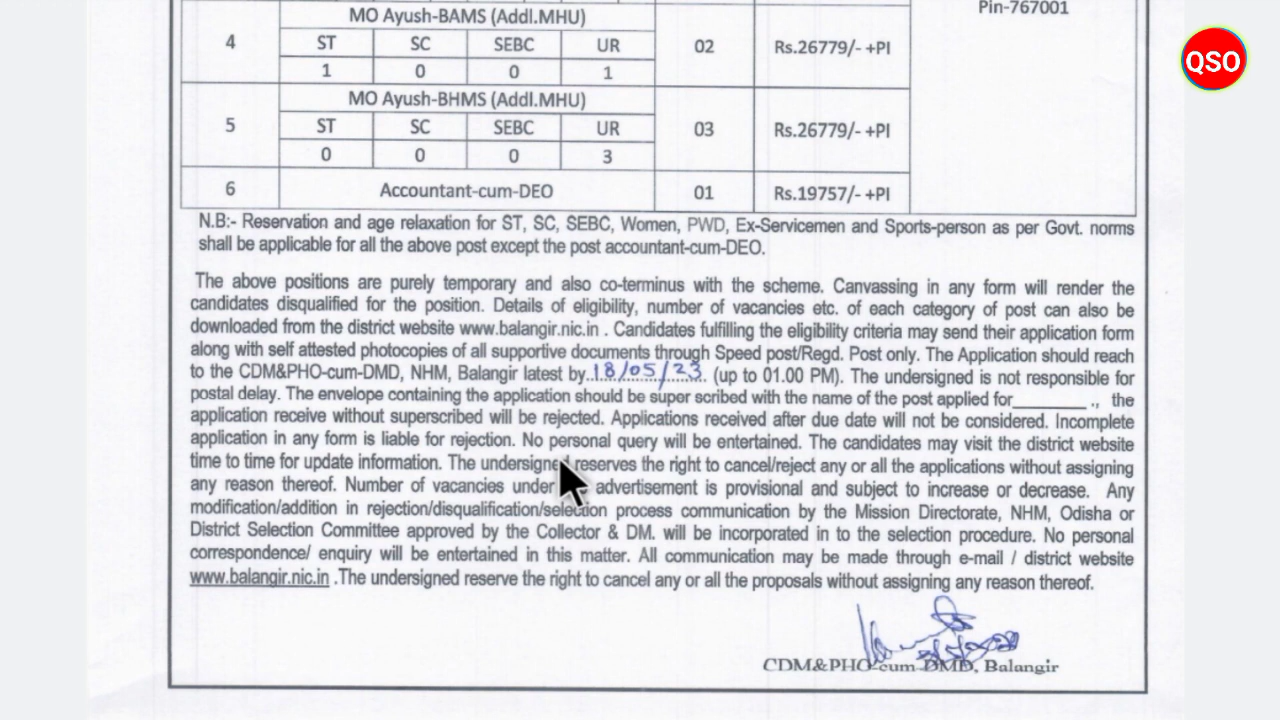 Pin-767001
QSO
MO Ayush-BAMS (Addl.MHU)
4 ST SC SEBC UR 02 Rs.26779/- +PI
1 0 0 1
MO Ayush-BHMS (Addl.MHU)
5 ST SC SEBC UR 03 Rs.26779/- +PI
0 0 0 3
6 Accountant-cum-DEO 01 Rs.19757/- +PI
N.B:- Reservation and age relaxation for ST, SC, SEBC, Women, PWD, Ex-Servicemen and Sports-person as per Govt. norms
shall be applicable for all the above post except the post accountant-cum-DEO.
The above positions are purely temporary and also co-terminus with the scheme. Canvassing in any form will render the
candidates disqualified for the position. Details of eligibility, number of vacancies etc. of each category of post can also be
downloaded from the district website www.balangir.nic.in . Candidates fulfilling the eligibility criteria may send their application form
along with self attested photocopies of all supportive documents through Speed post/Regd. Post only. The Application should reach
to the CDM&PHO-cum-DMD, NHM, Balangir latest by..18/05/23. (up to 01.00 PM). The undersigned is not responsible for
postal delay. The envelope containing the application should be super scribed with the name of the post applied for________ ., the
application receive without superscribed will be rejected. Applications received after due date will not be considered. Incomplete
application in any form is liable for rejection. No personal query will be entertained. The candidates may visit the district website
time to time for update information. The undersigned reserves the right to cancel/reject any or all the applications without assigning
any reason thereof. Number of vacancies under advertisement is provisional and subject to increase or decrease. Any
modification/addition in rejection/disqualification/selection process communication by the Mission Directorate, NHM, Odisha or
District Selection Committee approved by the Collector & DM. will be incorporated in to the selection procedure. No personal
correspondence/ enquiry will be entertained in this matter. All communication may be made through e-mail / district website
www.balangir.nic.in .The undersigned reserve the right to cancel any or all the proposals without assigning any reason thereof.
CDM&PHO-cum DMD, Balangir